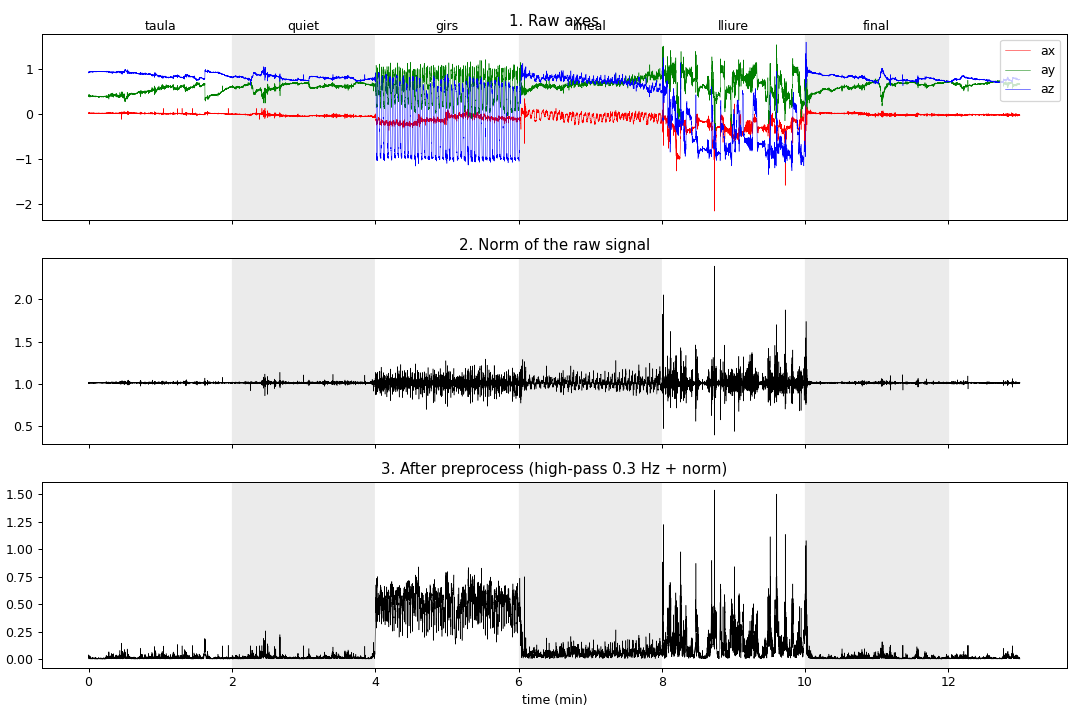 1. Raw axes
taula quiet girs lineal lliure final
1
0
−1
−2
ax
ay
az
2. Norm of the raw signal
2.0
1.5
1.0
0.5
3. After preprocess (high-pass 0.3 Hz + norm)
1.50
1.25
1.00
0.75
0.50
0.25
0.00
0 2 4 6 8 10 12
time (min)